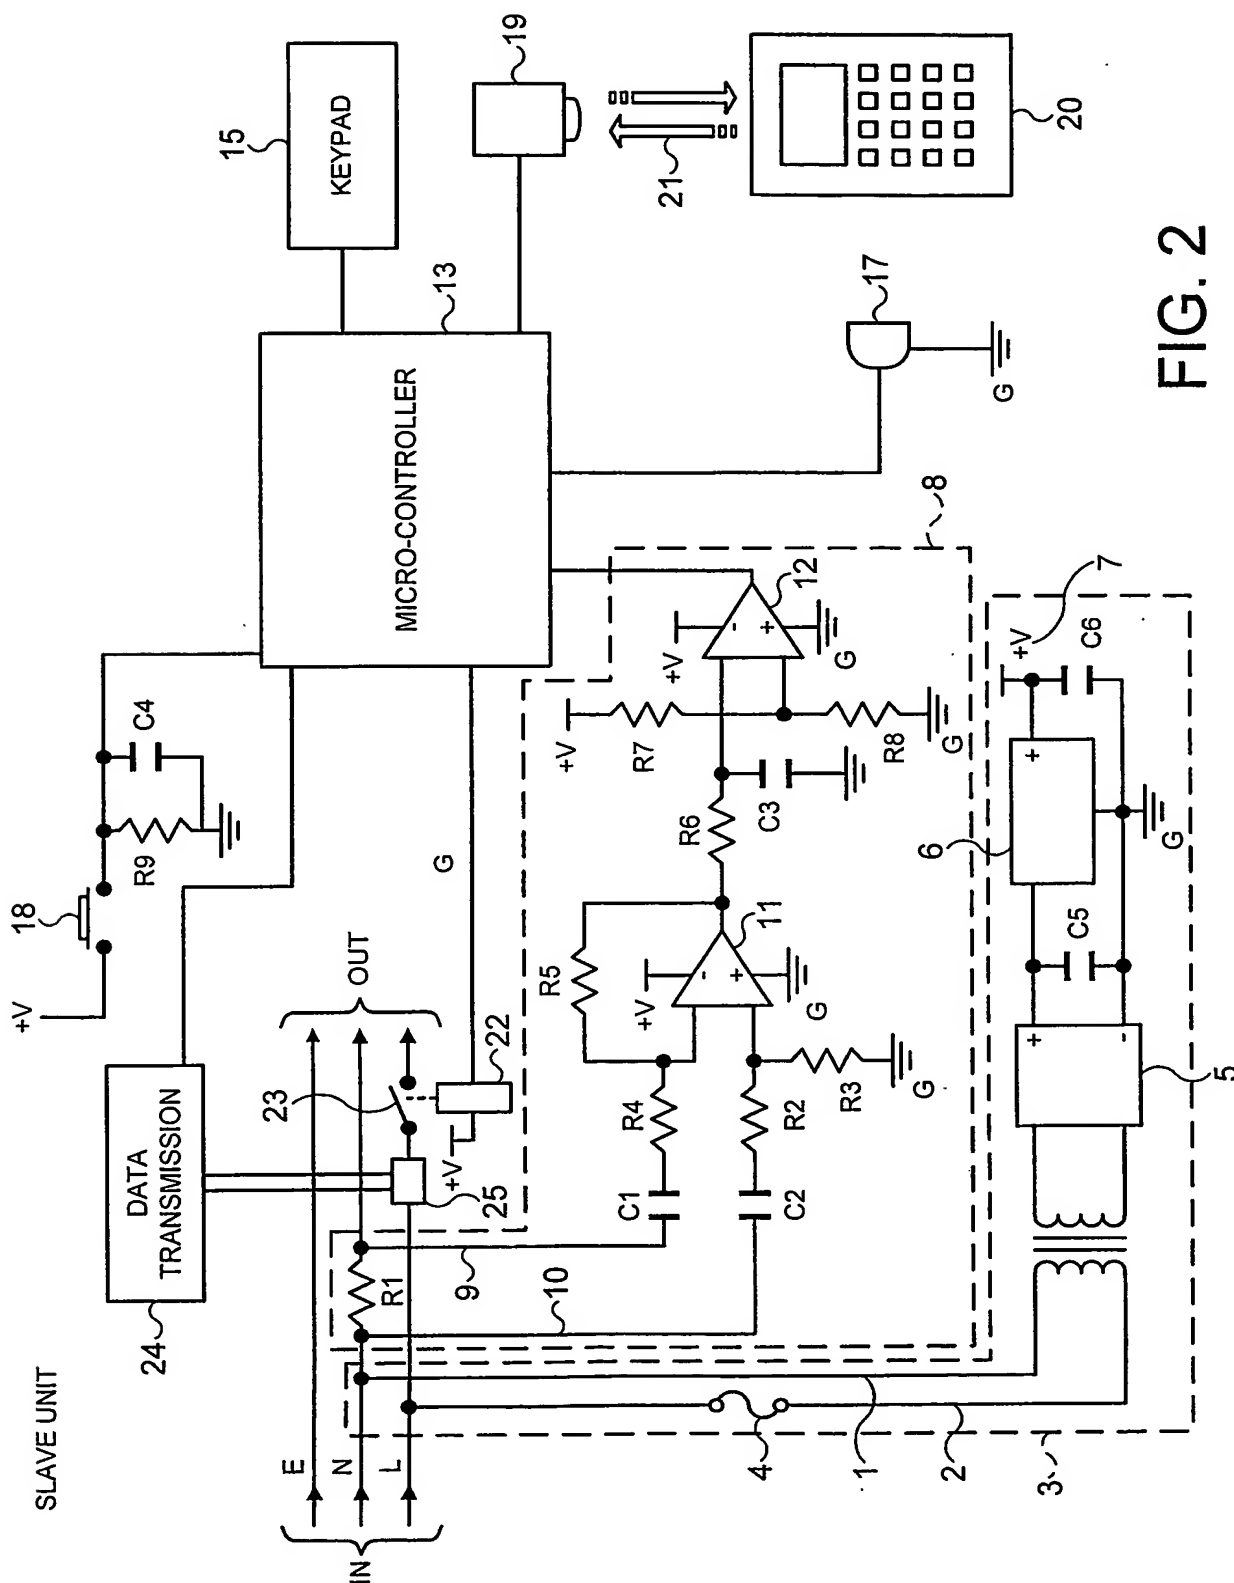 SLAVE UNIT
24
DATA
TRANSMISSION
+V
18
R9
C4
15
KEYPAD
19
13
MICRO-CONTROLLER
21
20
IN
E
N
L
OUT
23
25
+V
22
G
R1
9
10
C1
C2
R4
R2
R5
R3
G
+V
-
+
11
G
R6
C3
+V
R7
R8
G
+V
-
+
12
G
8
17
G
1
2
3
4
5
+
-
C5
6
+
G
+V
7
C6
FIG. 2